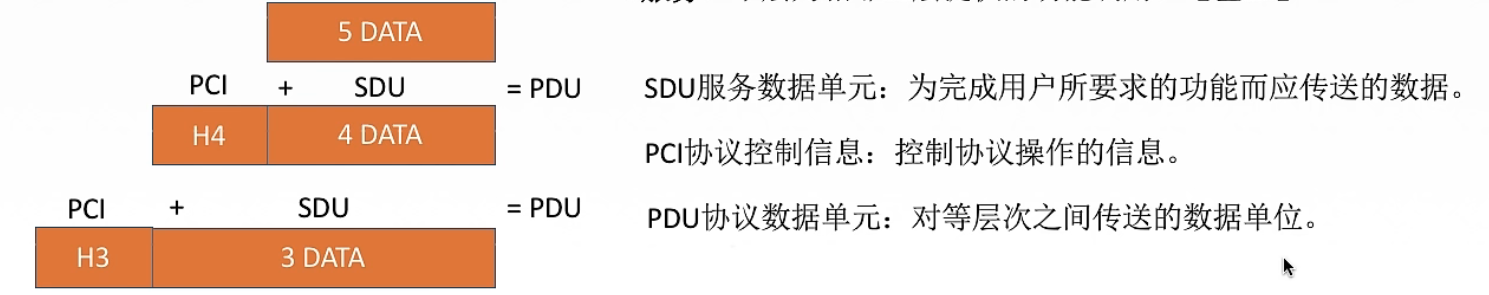 5 DATA
PCI + SDU = PDU
H4 4 DATA
PCI + SDU = PDU
H3 3 DATA
SDU服务数据单元：为完成用户所要求的功能而应传送的数据。
PCI协议控制信息：控制协议操作的信息。
PDU协议数据单元：对等层次之间传送的数据单位。